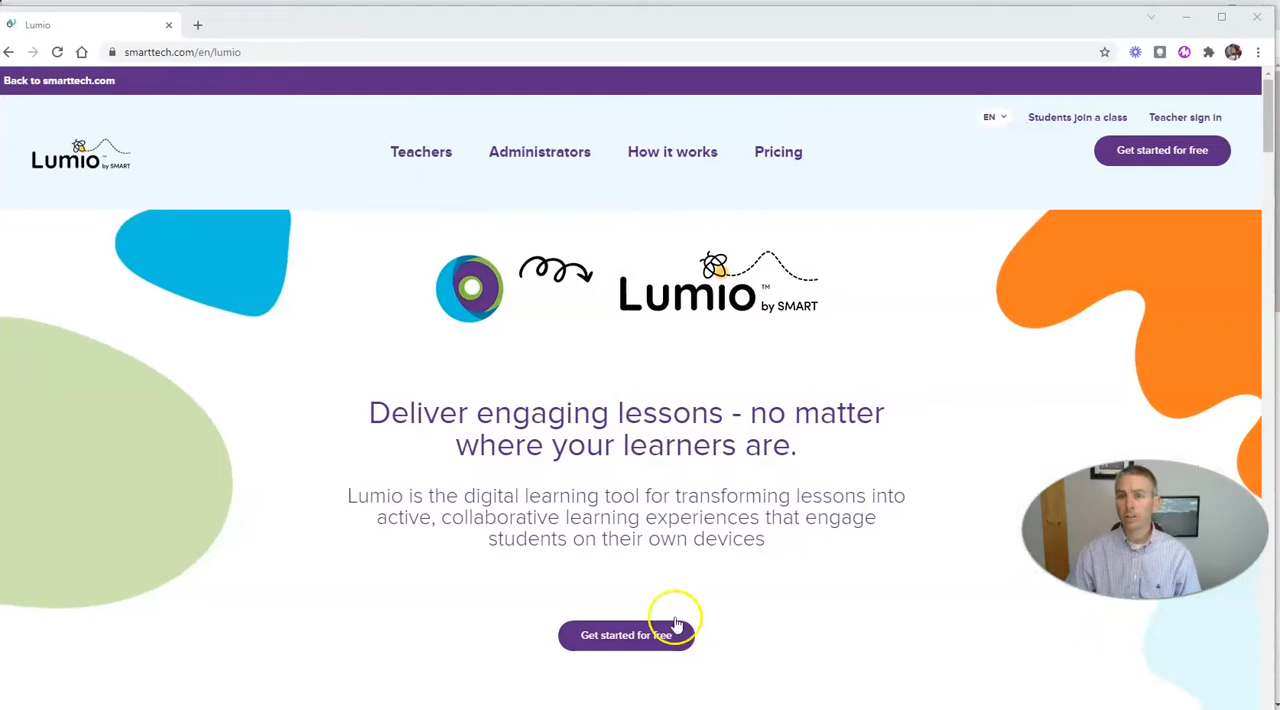 Lumio
smarttech.com/en/lumio
Back to smarttech.com
EN
Students join a class
Teacher sign in
Lumio
by SMART
Teachers
Administrators
How it works
Pricing
Get started for free
Lumio™
by SMART
Deliver engaging lessons - no matter
where your learners are.
Lumio is the digital learning tool for transforming lessons into
active, collaborative learning experiences that engage
students on their own devices
Get started for free